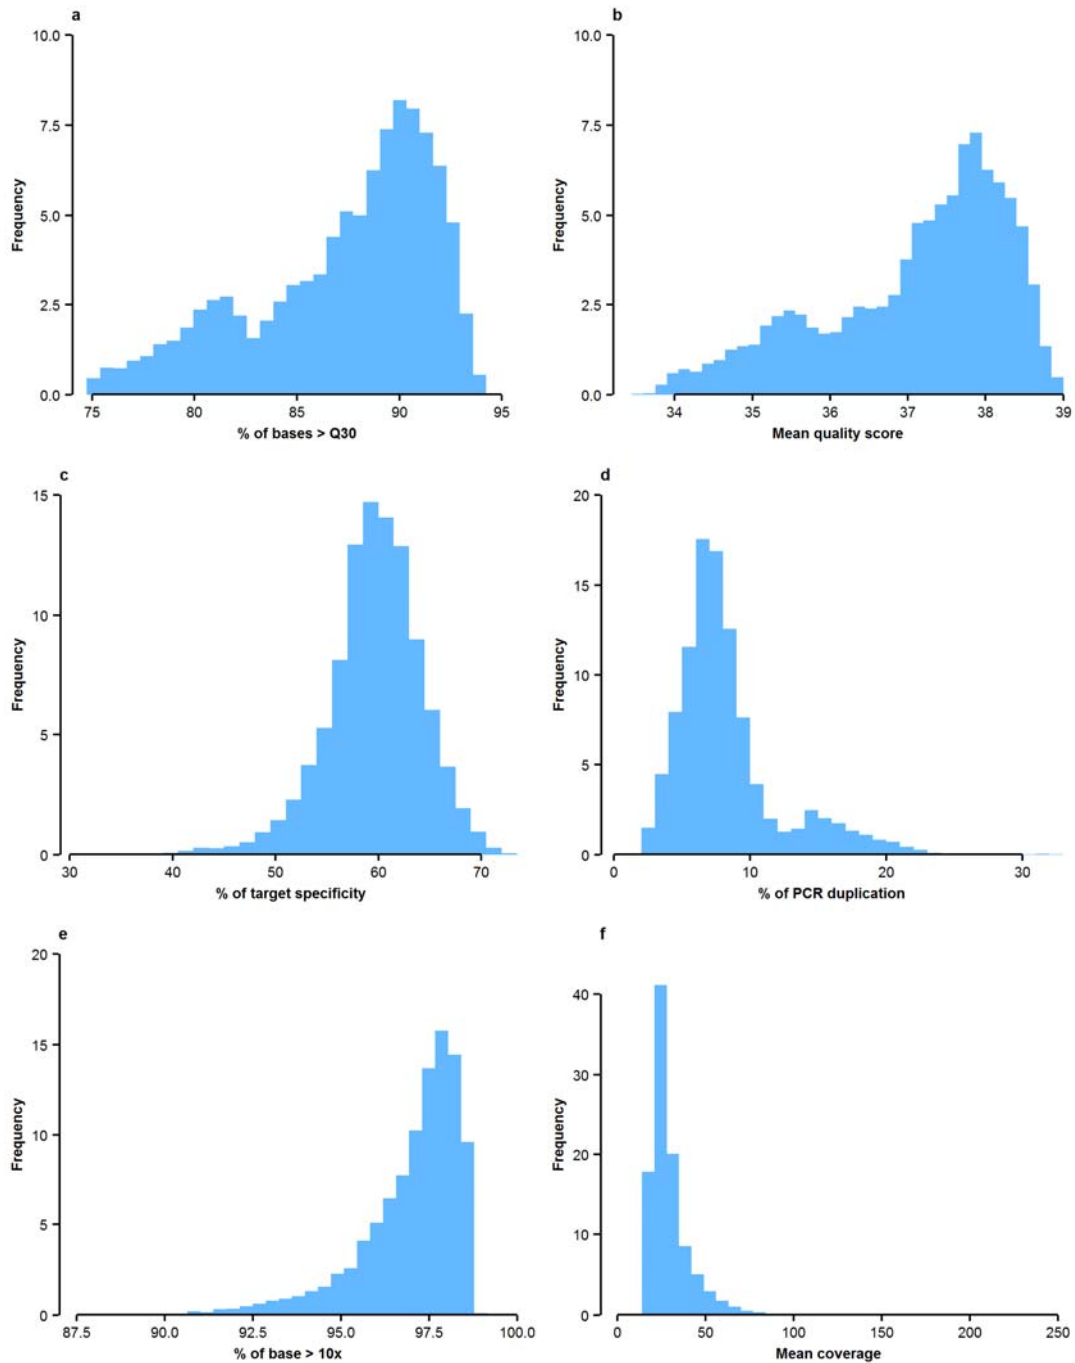 a
10.0
7.5
5.0
2.5
0.0
Frequency
75 80 85 90 95
% of bases > Q30
b
10.0
7.5
5.0
2.5
0.0
Frequency
34 35 36 37 38 39
Mean quality score
c
15
10
5
0
Frequency
30 40 50 60 70
% of target specificity
d
20
15
10
5
0
Frequency
0 10 20 30
% of PCR duplication
e
20
15
10
5
0
Frequency
87.5 90.0 92.5 95.0 97.5 100.0
% of base > 10x
f
40
30
20
10
0
Frequency
0 50 100 150 200 250
Mean coverage